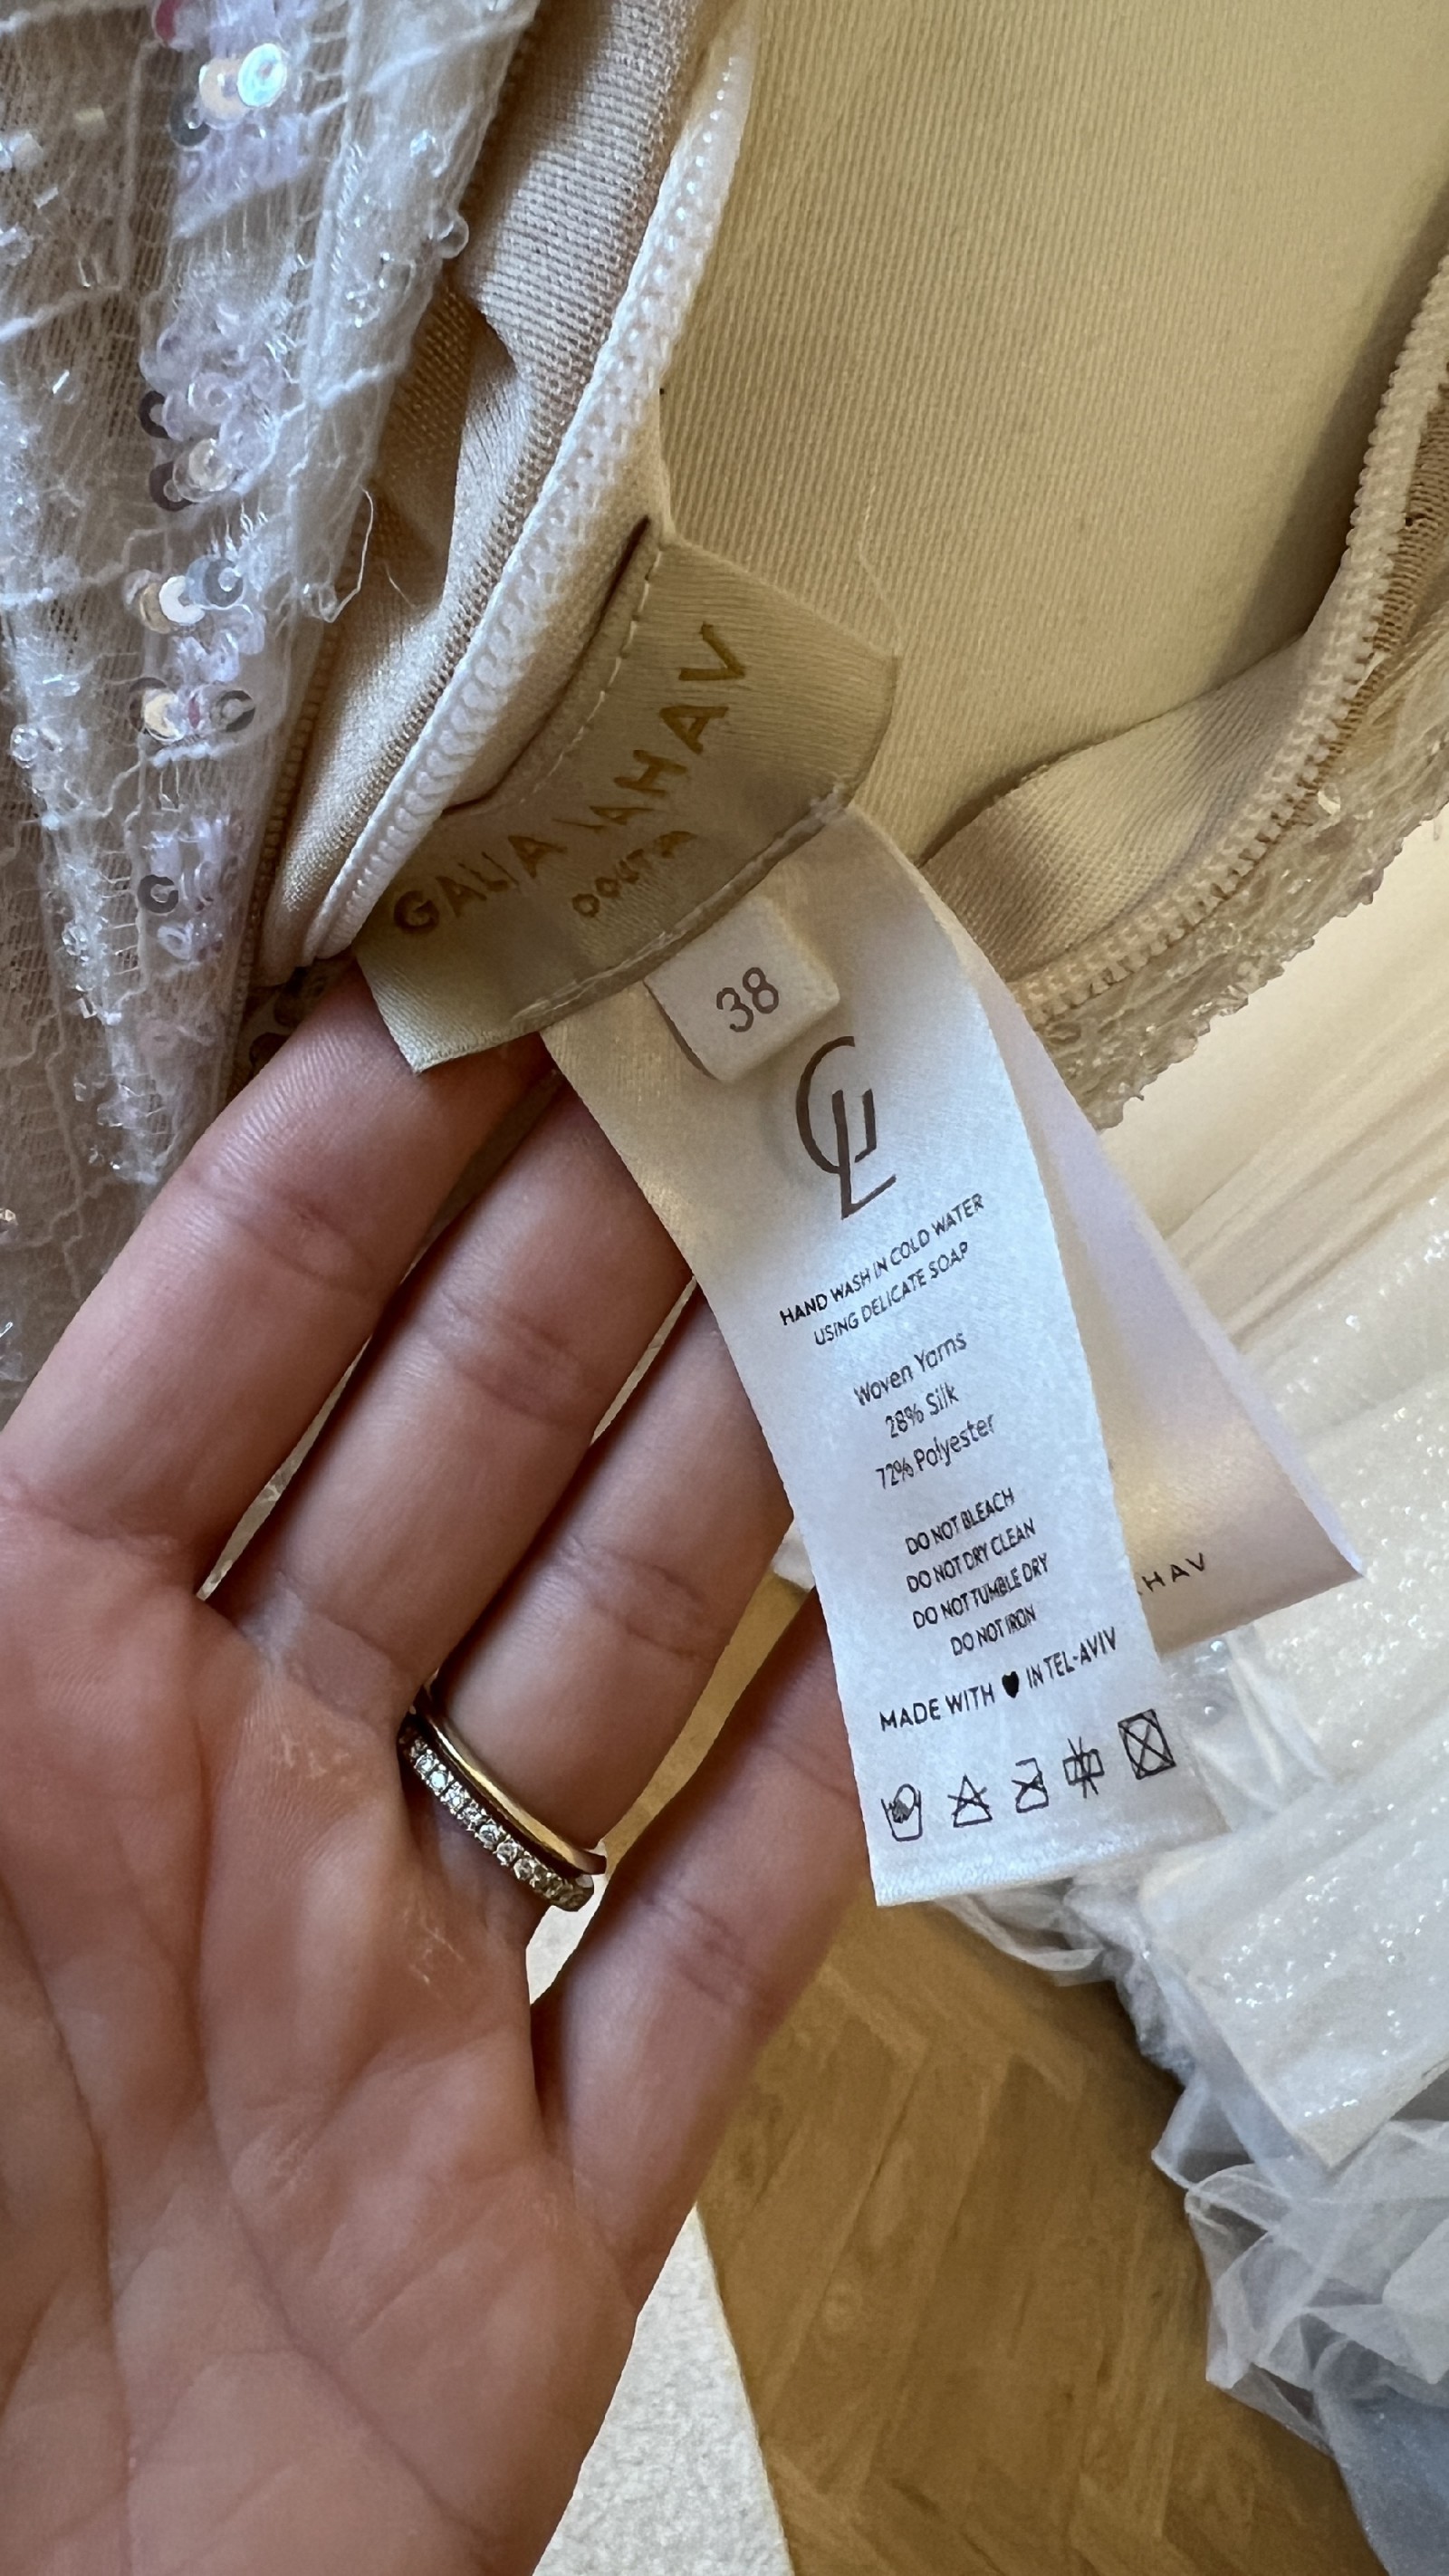 GALIA LAHAV
38
GL
HAND WASH IN COLD WATER
USING DELICATE SOAP
Woven Yarns
28% Silk
72% Polyester
DO NOT BLEACH
DO NOT DRY CLEAN
DO NOT TUMBLE DRY
DO NOT IRON
MADE WITH ♥ IN TEL-AVIV
HAV